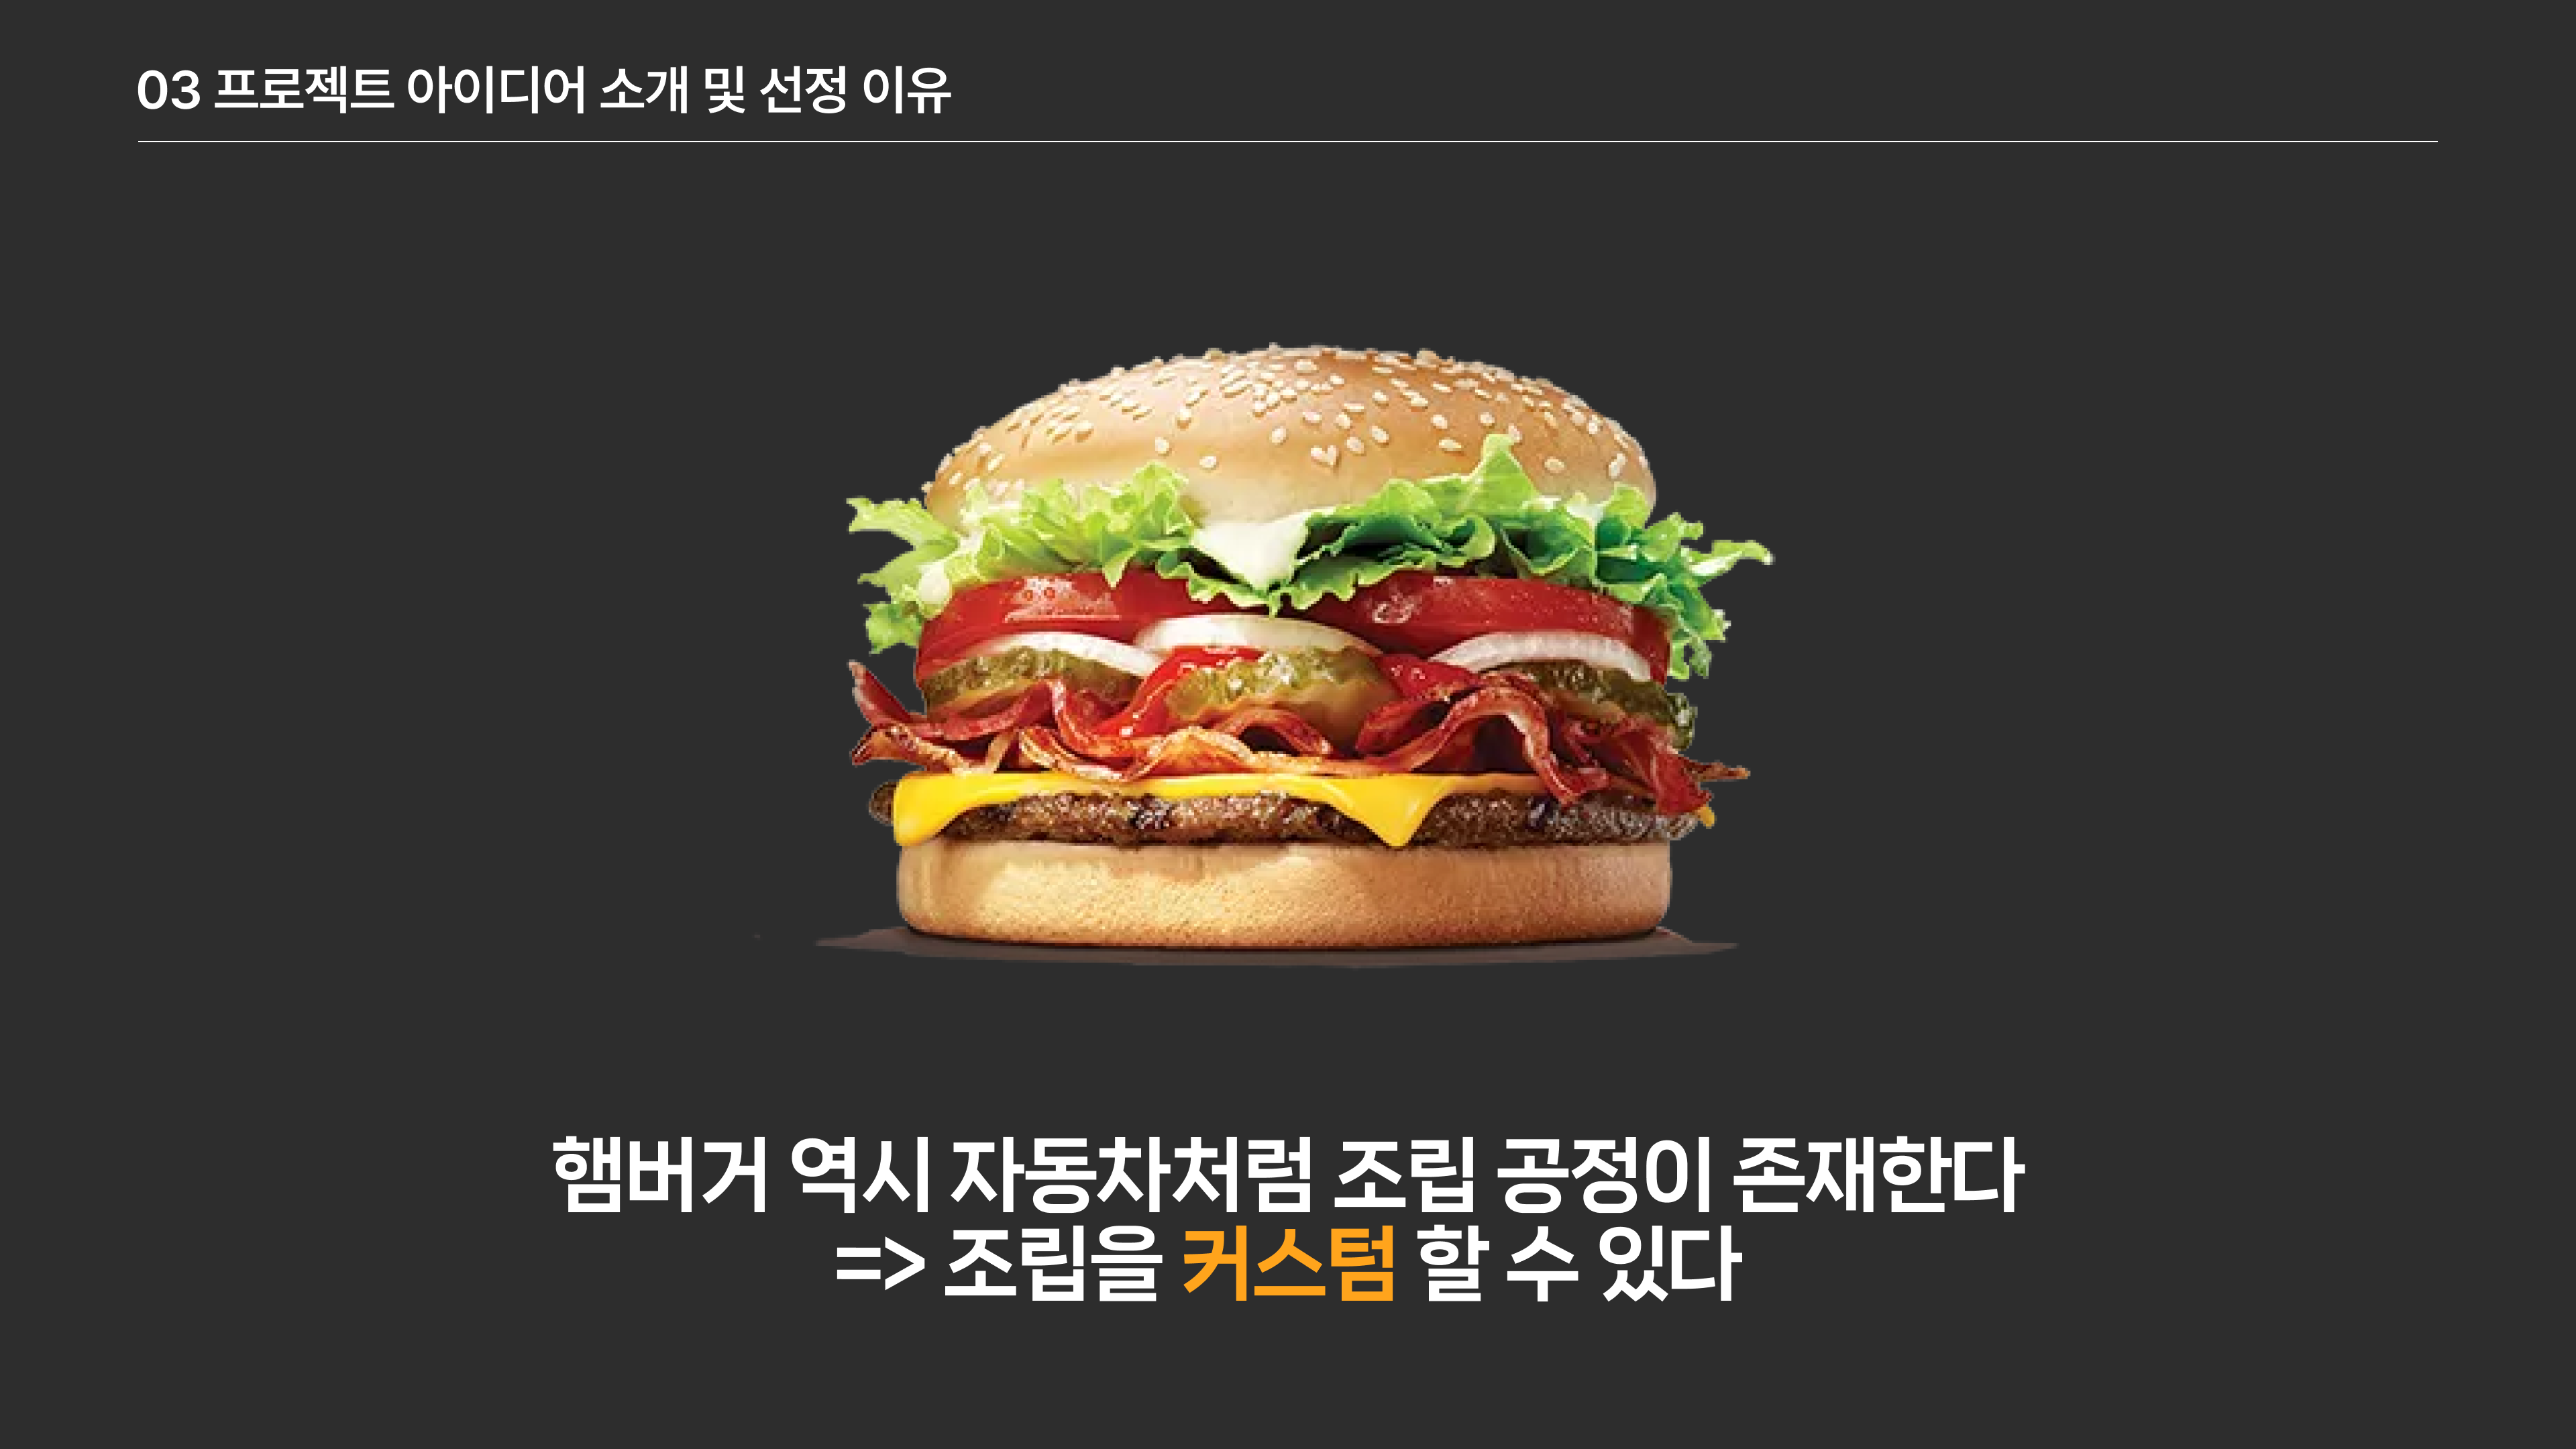 03 프로젝트 아이디어 소개 및 선정 이유
햄버거 역시 자동차처럼 조립 공정이 존재한다
=> 조립을 커스텀 할 수 있다